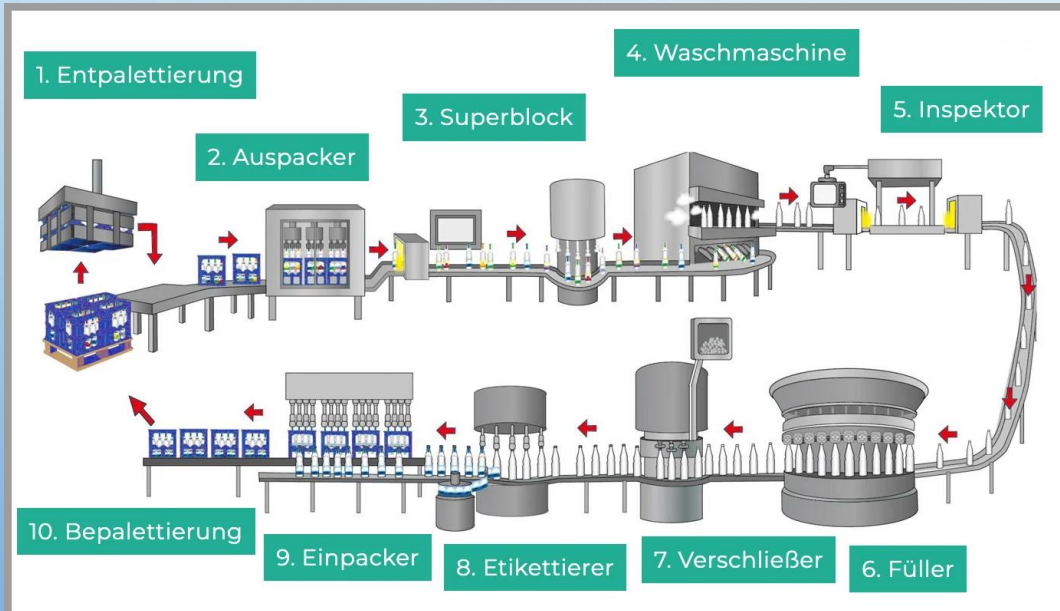 1. Entpalettierung
2. Auspacker
3. Superblock
4. Waschmaschine
5. Inspektor
6. Füller
7. Verschließer
8. Etikettierer
9. Einpacker
10. Bepalettierung